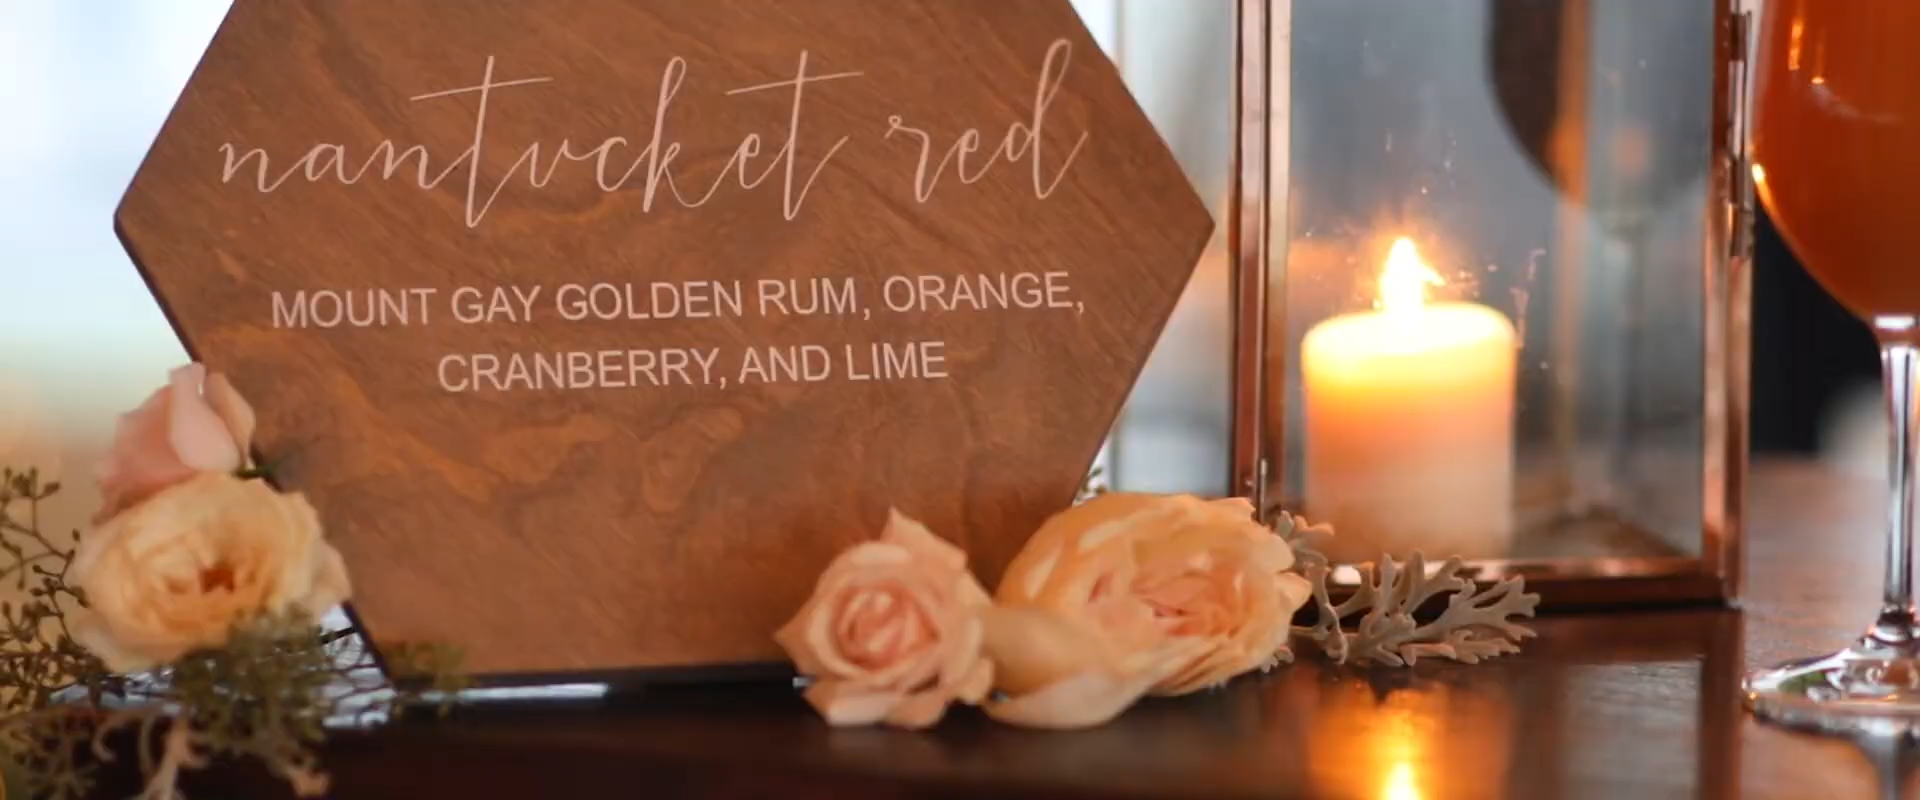 nantucket red
MOUNT GAY GOLDEN RUM, ORANGE,
CRANBERRY, AND LIME